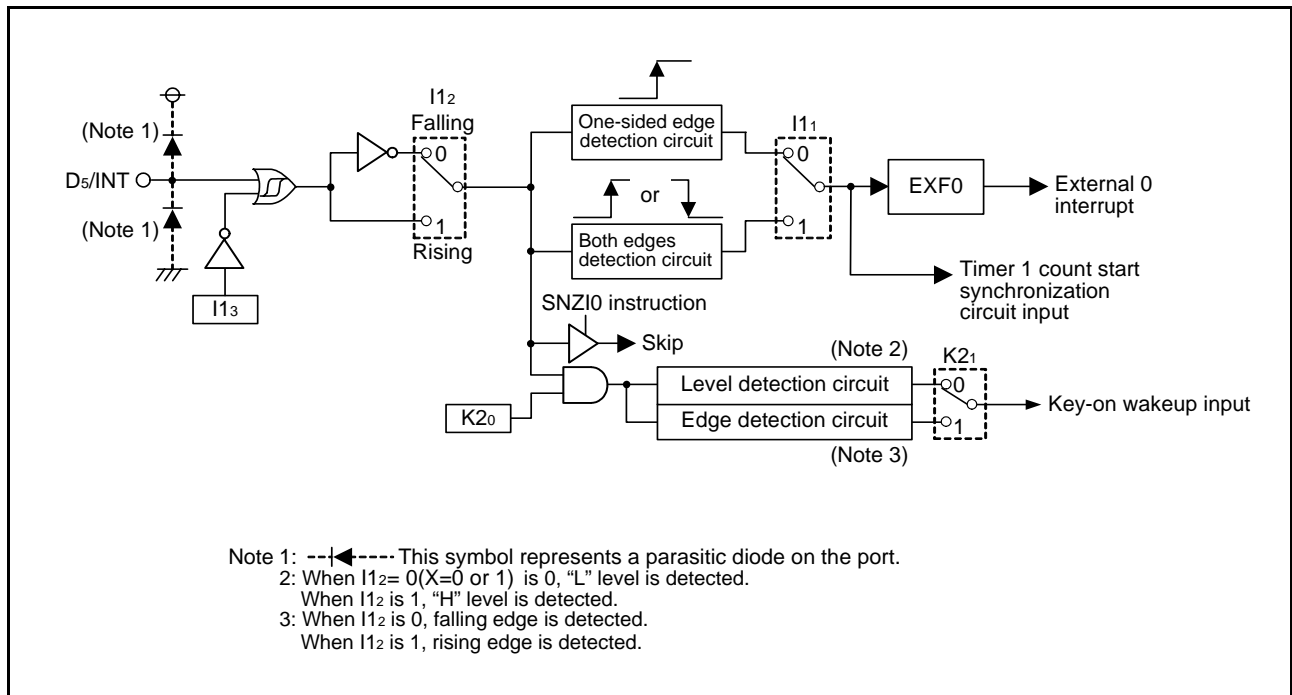 (Note 1)
D5/INT
(Note 1)
I13
I12
Falling
0
1
Rising
One-sided edge
detection circuit
or
Both edges
detection circuit
I11
0
1
EXF0
External 0
interrupt
Timer 1 count start
synchronization
circuit input
SNZI0 instruction
Skip
(Note 2)
K20
Level detection circuit
Edge detection circuit
(Note 3)
K21
0
1
Key-on wakeup input
Note 1: This symbol represents a parasitic diode on the port.
2: When I12= 0(X=0 or 1) is 0, “L” level is detected.
When I12 is 1, “H” level is detected.
3: When I12 is 0, falling edge is detected.
When I12 is 1, rising edge is detected.